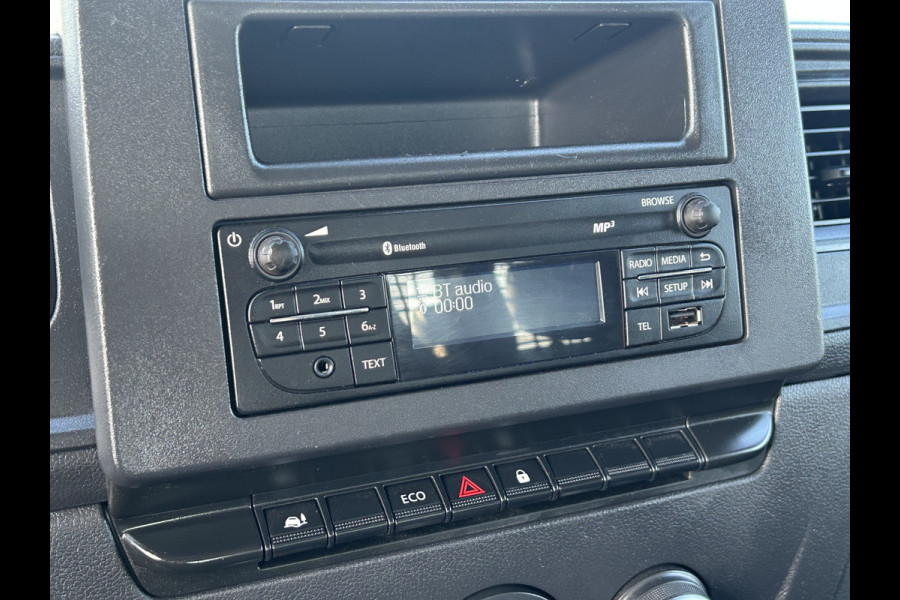 BROWSE
MP3
Bluetooth
BT audio
00:00
RADIO MEDIA
SETUP
TEL
1RPT 2MIX 3
4 5 6A-Z
TEXT
ECO